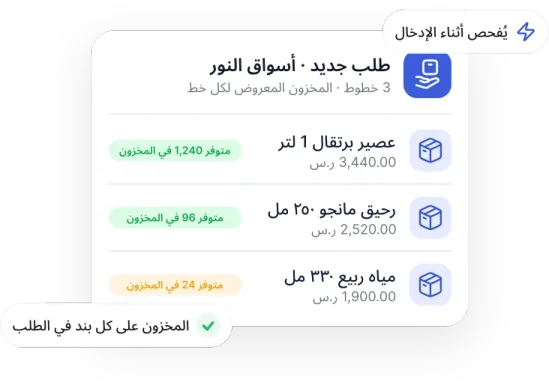 يُفحص أثناء الإدخال
طلب جديد · أسواق النور
3 خطوط · المخزون المعروض لكل خط
عصير برتقال 1 لتر
متوفر 1,240 في المخزون
3,440.00 ر.س
رحيق مانجو ٢٥٠ مل
متوفر 96 في المخزون
2,520.00 ر.س
مياه ربيع ٣٣٠ مل
متوفر 24 في المخزون
1,900.00 ر.س
المخزون على كل بند في الطلب